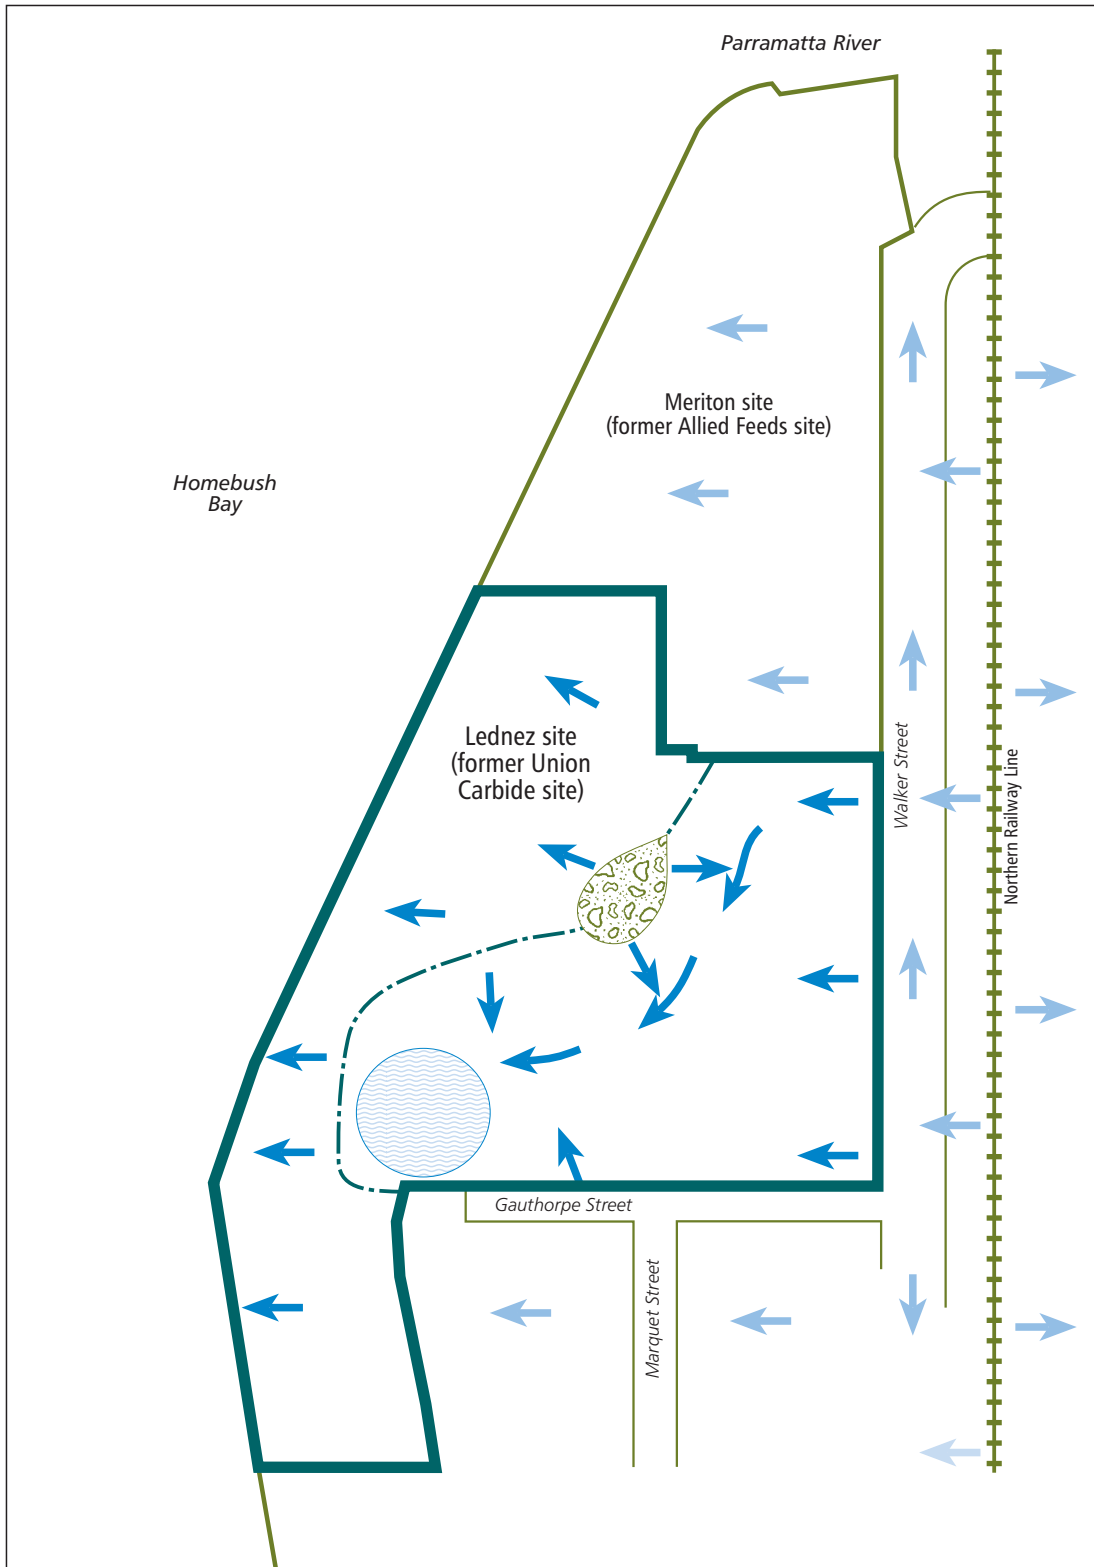 Parramatta River
Meriton site
(former Allied Feeds site)
Homebush
Bay
Lednez site
(former Union
Carbide site)
Walker Street
Northern Railway Line
Gauthorpe Street
Marquet Street